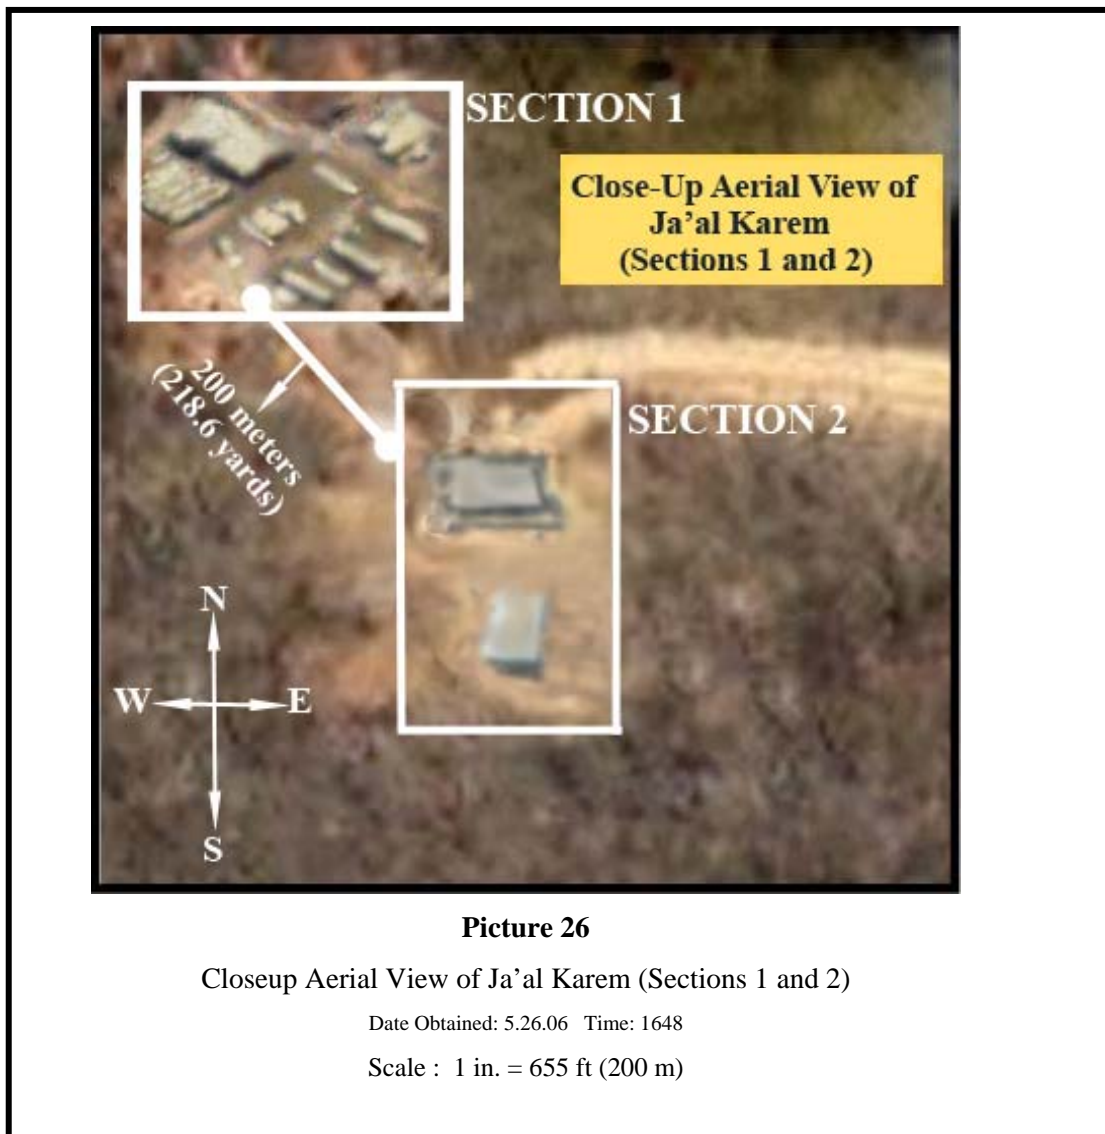 SECTION 1
Close-Up Aerial View of
Ja’al Karem
(Sections 1 and 2)
200 meters
(218.6 yards)
SECTION 2
N
W E
S
Picture 26
Closeup Aerial View of Ja’al Karem (Sections 1 and 2)
Date Obtained: 5.26.06 Time: 1648
Scale : 1 in. = 655 ft (200 m)